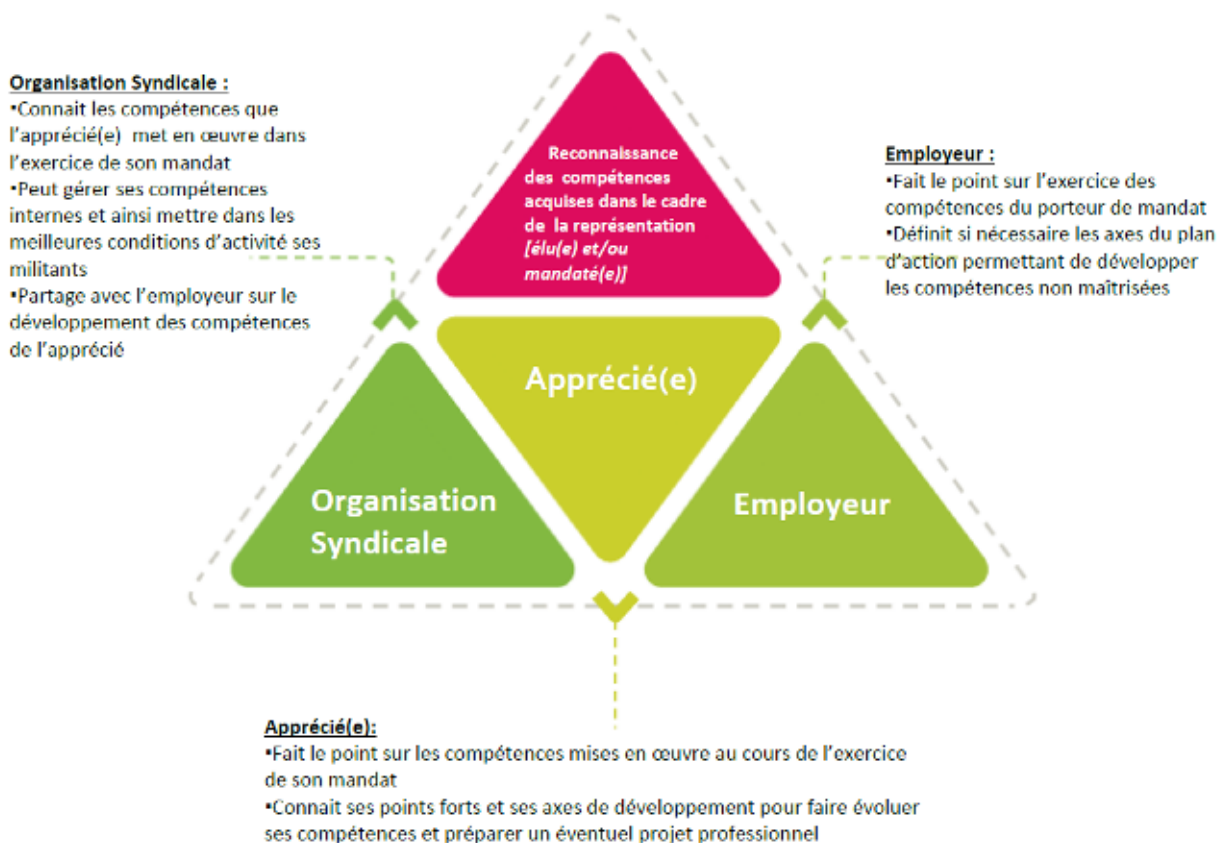 Organisation Syndicale :
•Connait les compétences que
l'apprécié(e) met en œuvre dans
l'exercice de son mandat
•Peut gérer ses compétences
internes et ainsi mettre dans les
meilleures conditions d'activité ses
militants
•Partage avec l'employeur sur le
développement des compétences
de l'apprécié
Reconnaissance
des compétences
acquises dans le cadre
de la représentation
[élu(e) et/ou
mandaté(e)]
Employeur :
•Fait le point sur l'exercice des
compétences du porteur de mandat
•Définit si nécessaire les axes du plan
d'action permettant de développer
les compétences non maîtrisées
Apprécié(e)
Organisation
Syndicale
Employeur
Apprécié(e):
•Fait le point sur les compétences mises en œuvre au cours de l'exercice
de son mandat
•Connait ses points forts et ses axes de développement pour faire évoluer
ses compétences et préparer un éventuel projet professionnel